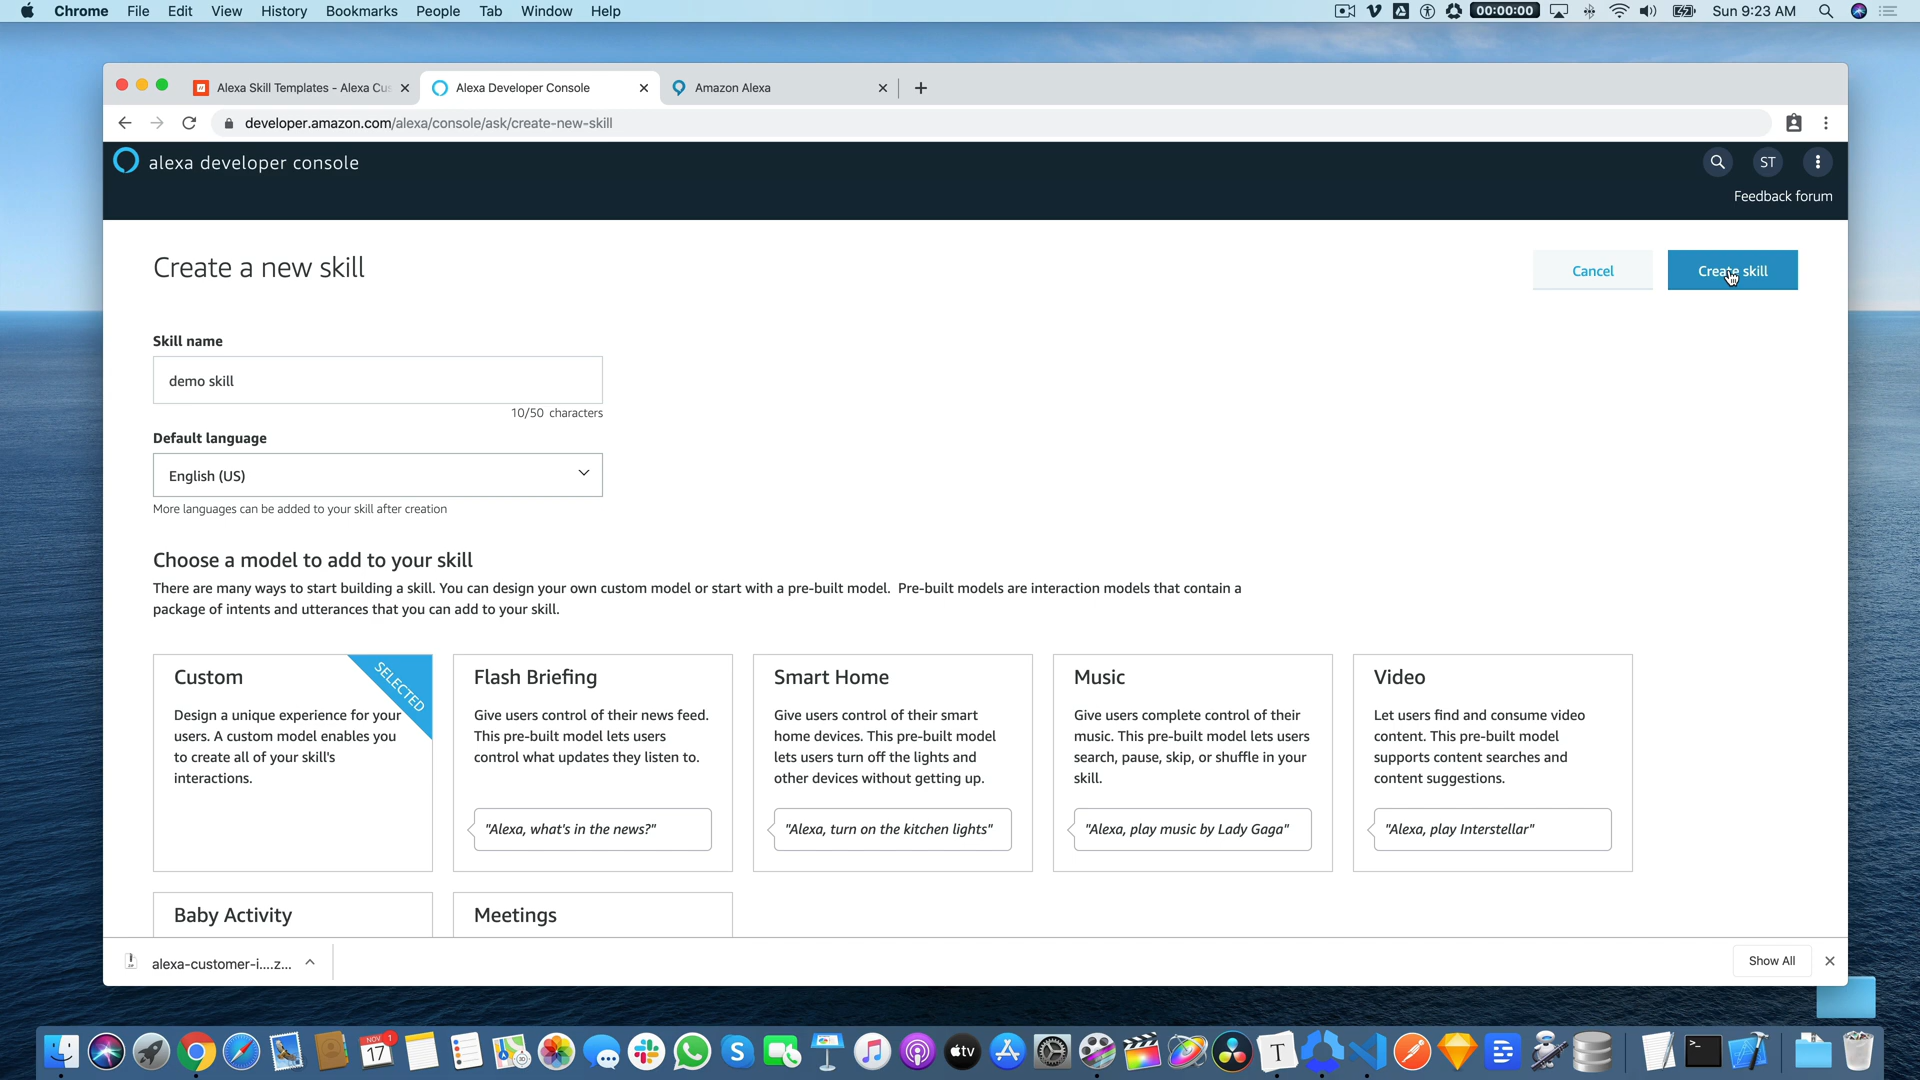 Chrome File Edit View History Bookmarks People Tab Window Help
00:00:00 Sun 9:23 AM
Alexa Skill Templates - Alexa Cus
Alexa Developer Console
Amazon Alexa
developer.amazon.com/alexa/console/ask/create-new-skill
alexa developer console
ST
Feedback forum
Create a new skill
Cancel
Create skill
Skill name
demo skill
10/50 characters
Default language
English (US)
More languages can be added to your skill after creation
Choose a model to add to your skill
There are many ways to start building a skill. You can design your own custom model or start with a pre-built model. Pre-built models are interaction models that contain a
package of intents and utterances that you can add to your skill.
Custom
SELECTED
Design a unique experience for your
users. A custom model enables you
to create all of your skill's
interactions.
Flash Briefing
Give users control of their news feed.
This pre-built model lets users
control what updates they listen to.
"Alexa, what's in the news?"
Smart Home
Give users control of their smart
home devices. This pre-built model
lets users turn off the lights and
other devices without getting up.
"Alexa, turn on the kitchen lights"
Music
Give users complete control of their
music. This pre-built model lets users
search, pause, skip, or shuffle in your
skill.
"Alexa, play music by Lady Gaga"
Video
Let users find and consume video
content. This pre-built model
supports content searches and
content suggestions.
"Alexa, play Interstellar"
Baby Activity
Meetings
alexa-customer-i....z...
Show All
NOV
17
1
tv
T